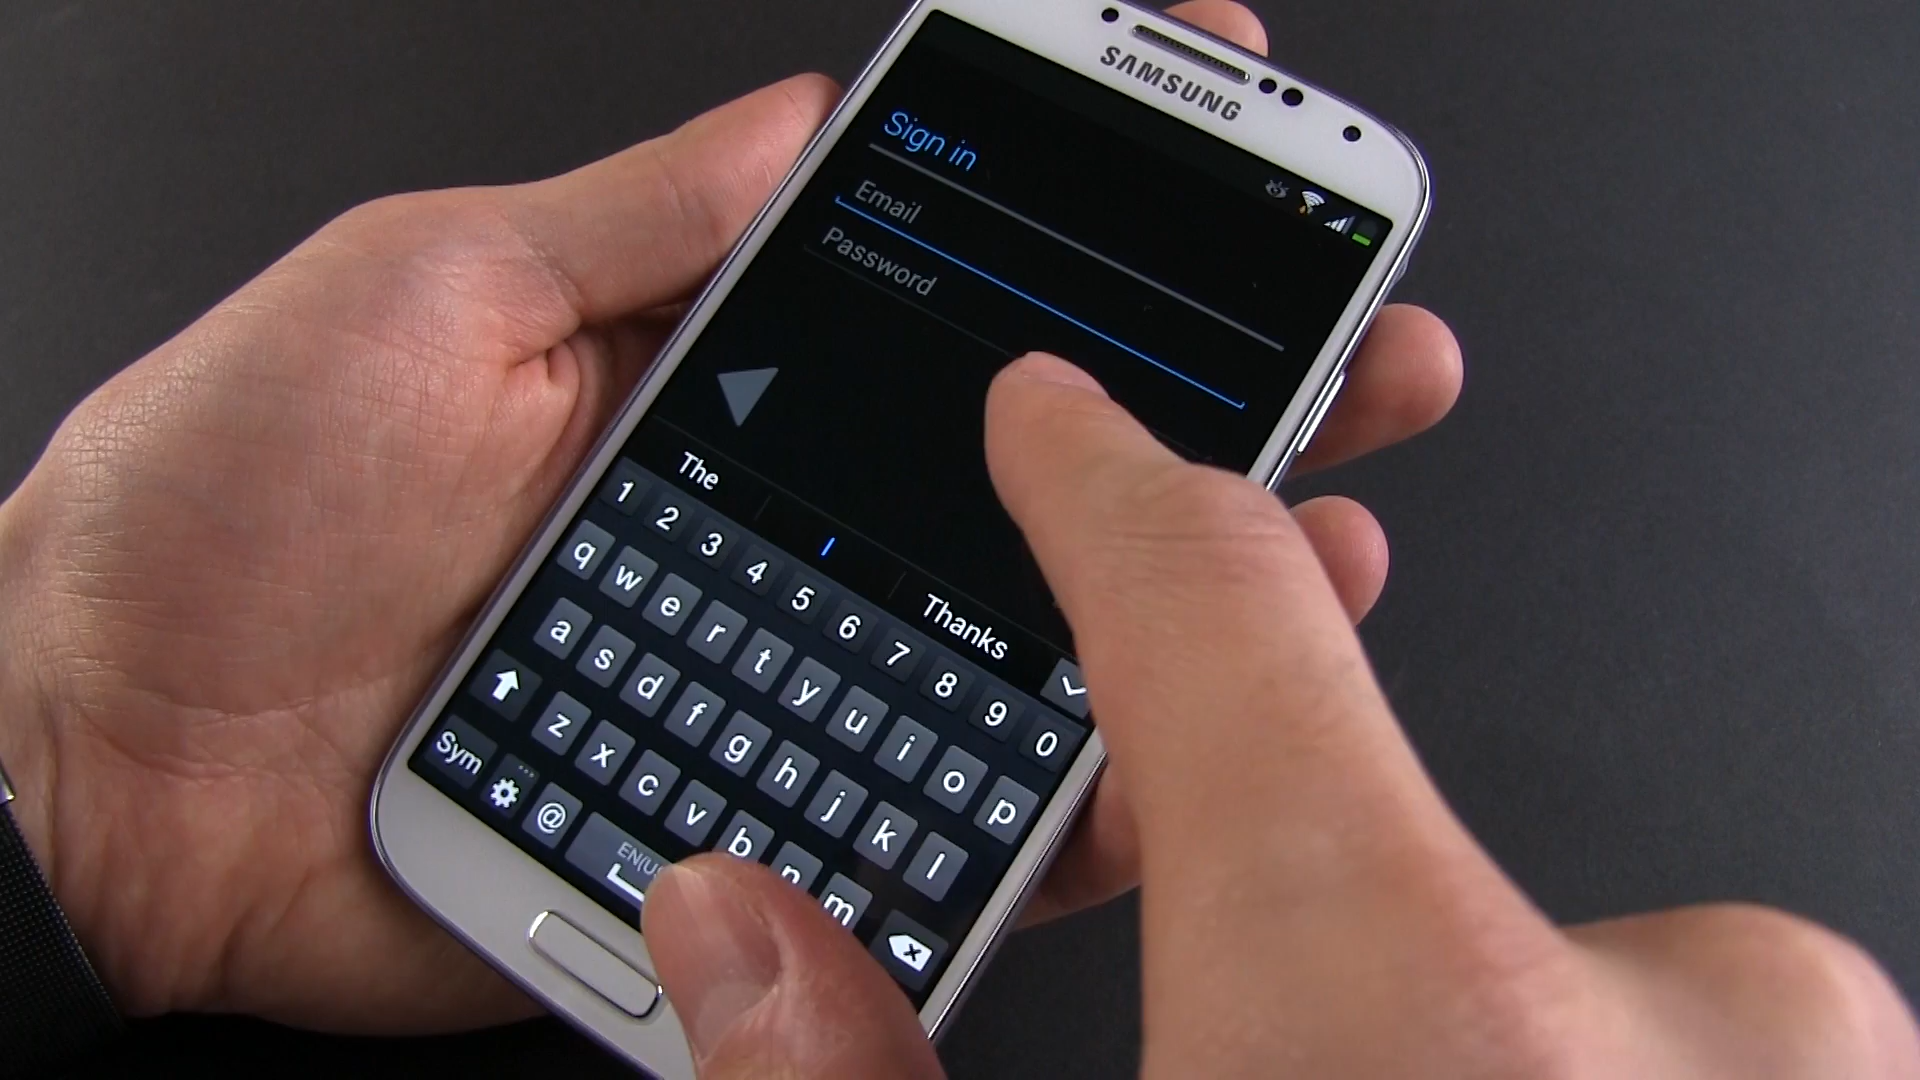 SAMSUNG
Sign in
Email
Password
The
I
Thanks
1 2 3 4 5 6 7 8 9 0
q w e r t y u i o p
a s d f g h j k l
z x c v b n m
Sym @